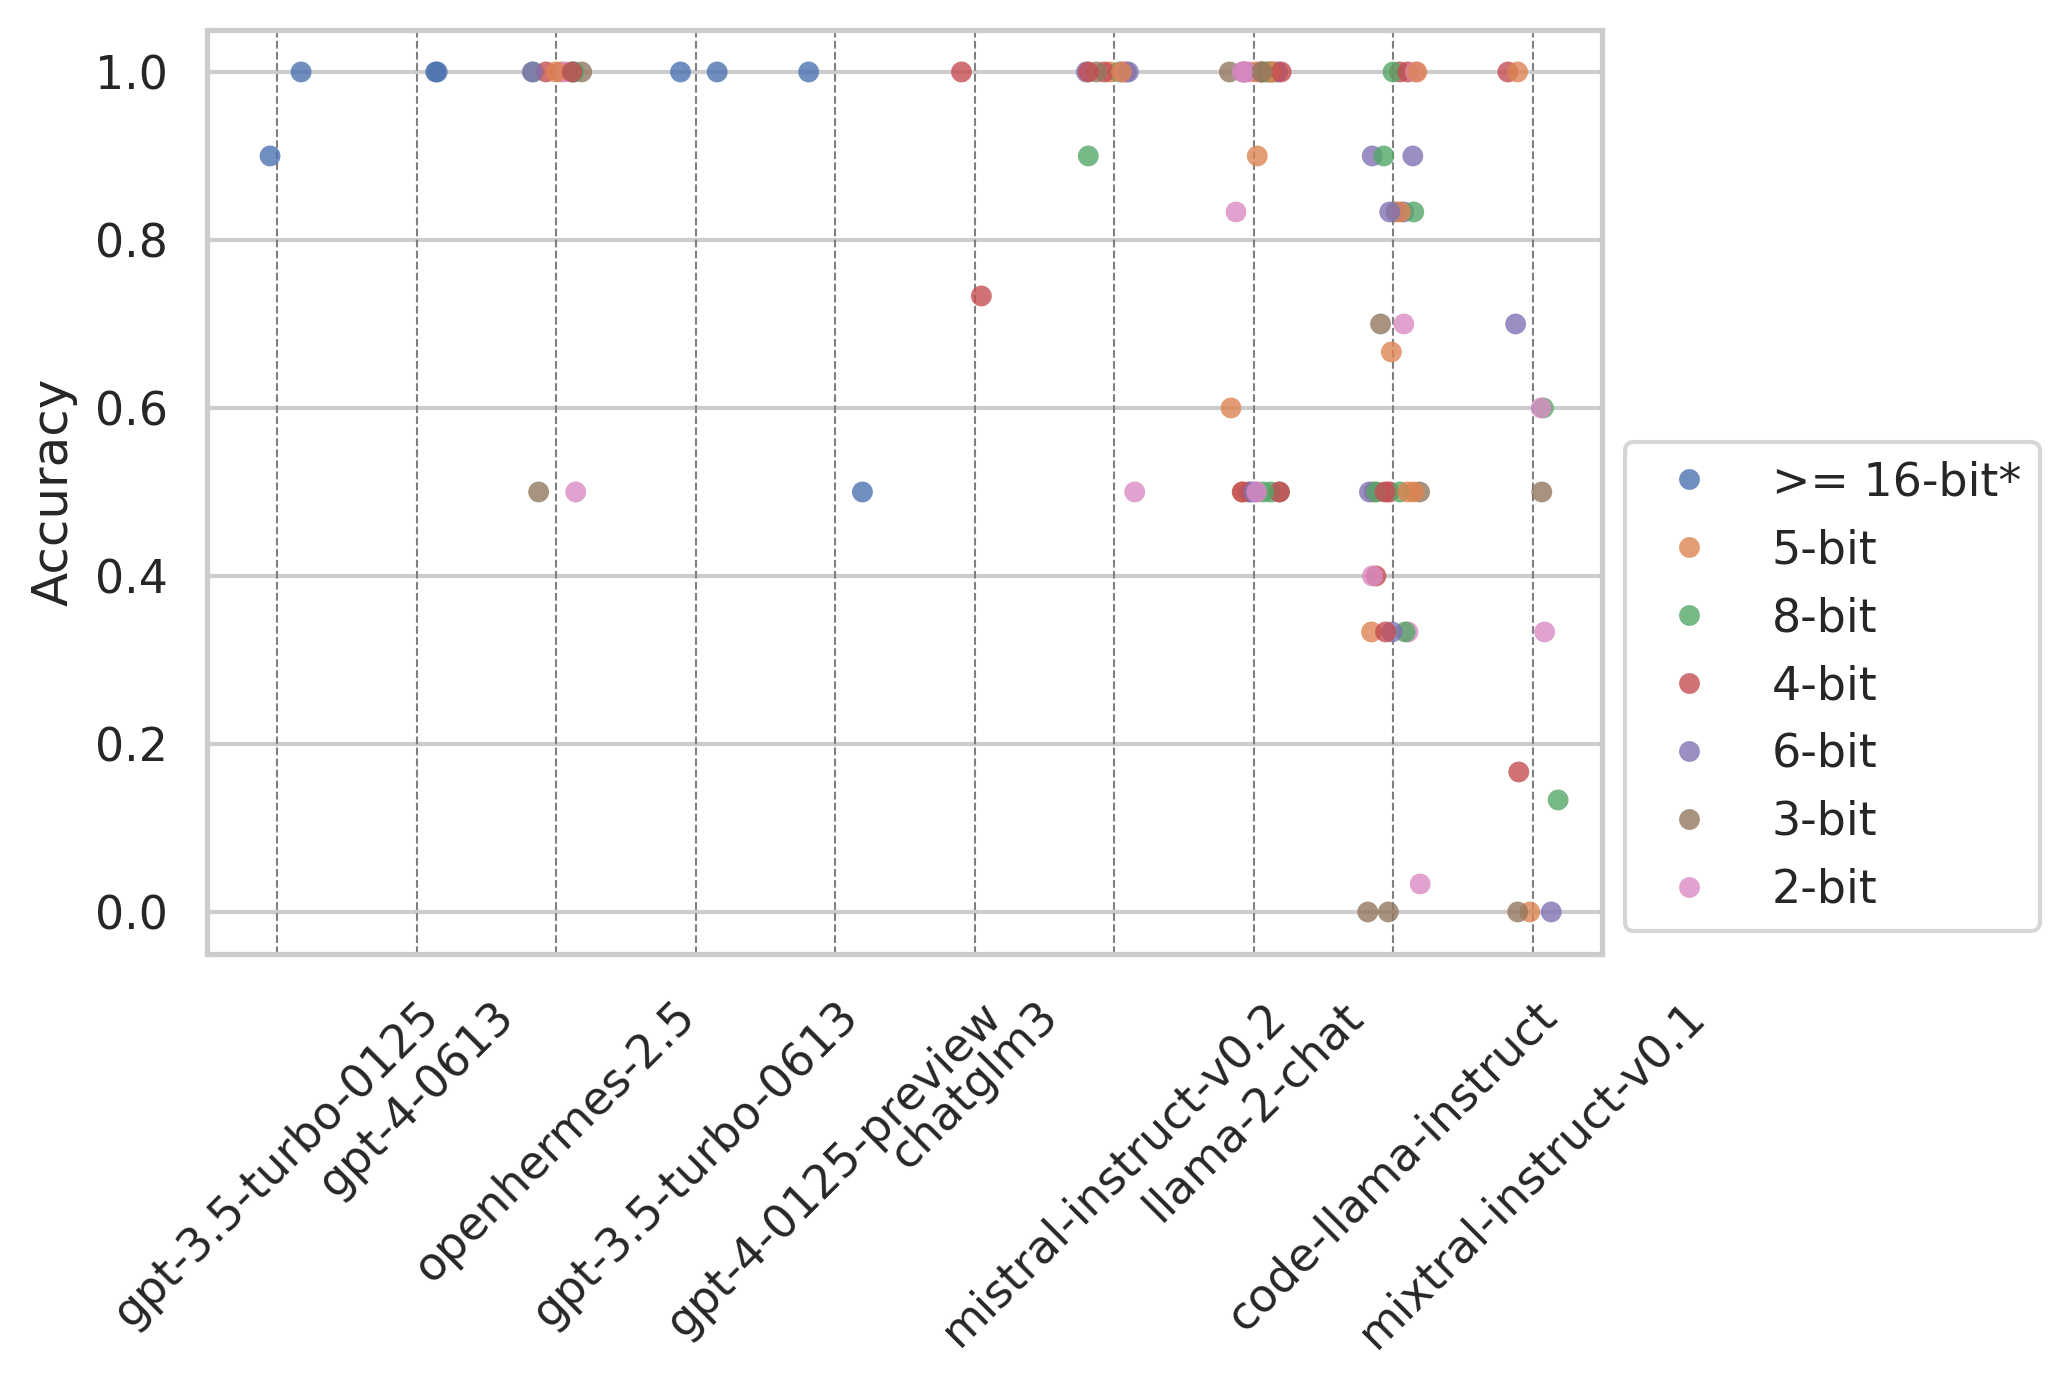 Accuracy
1.0
0.8
0.6
0.4
0.2
0.0
gpt-3.5-turbo-0125
gpt-4-0613
openhermes-2.5
gpt-3.5-turbo-0613
gpt-4-0125-preview
chatglm3
mistral-instruct-v0.2
llama-2-chat
code-llama-instruct
mixtral-instruct-v0.1
>= 16-bit*
5-bit
8-bit
4-bit
6-bit
3-bit
2-bit